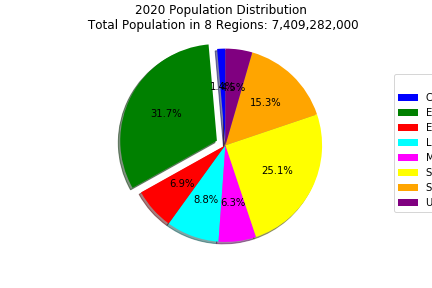 2020 Population Distribution
Total Population in 8 Regions: 7,409,282,000
15.3%
31.7%
25.1%
6.9%
8.8%
6.3%
C
E
E
L
M
S
S
U